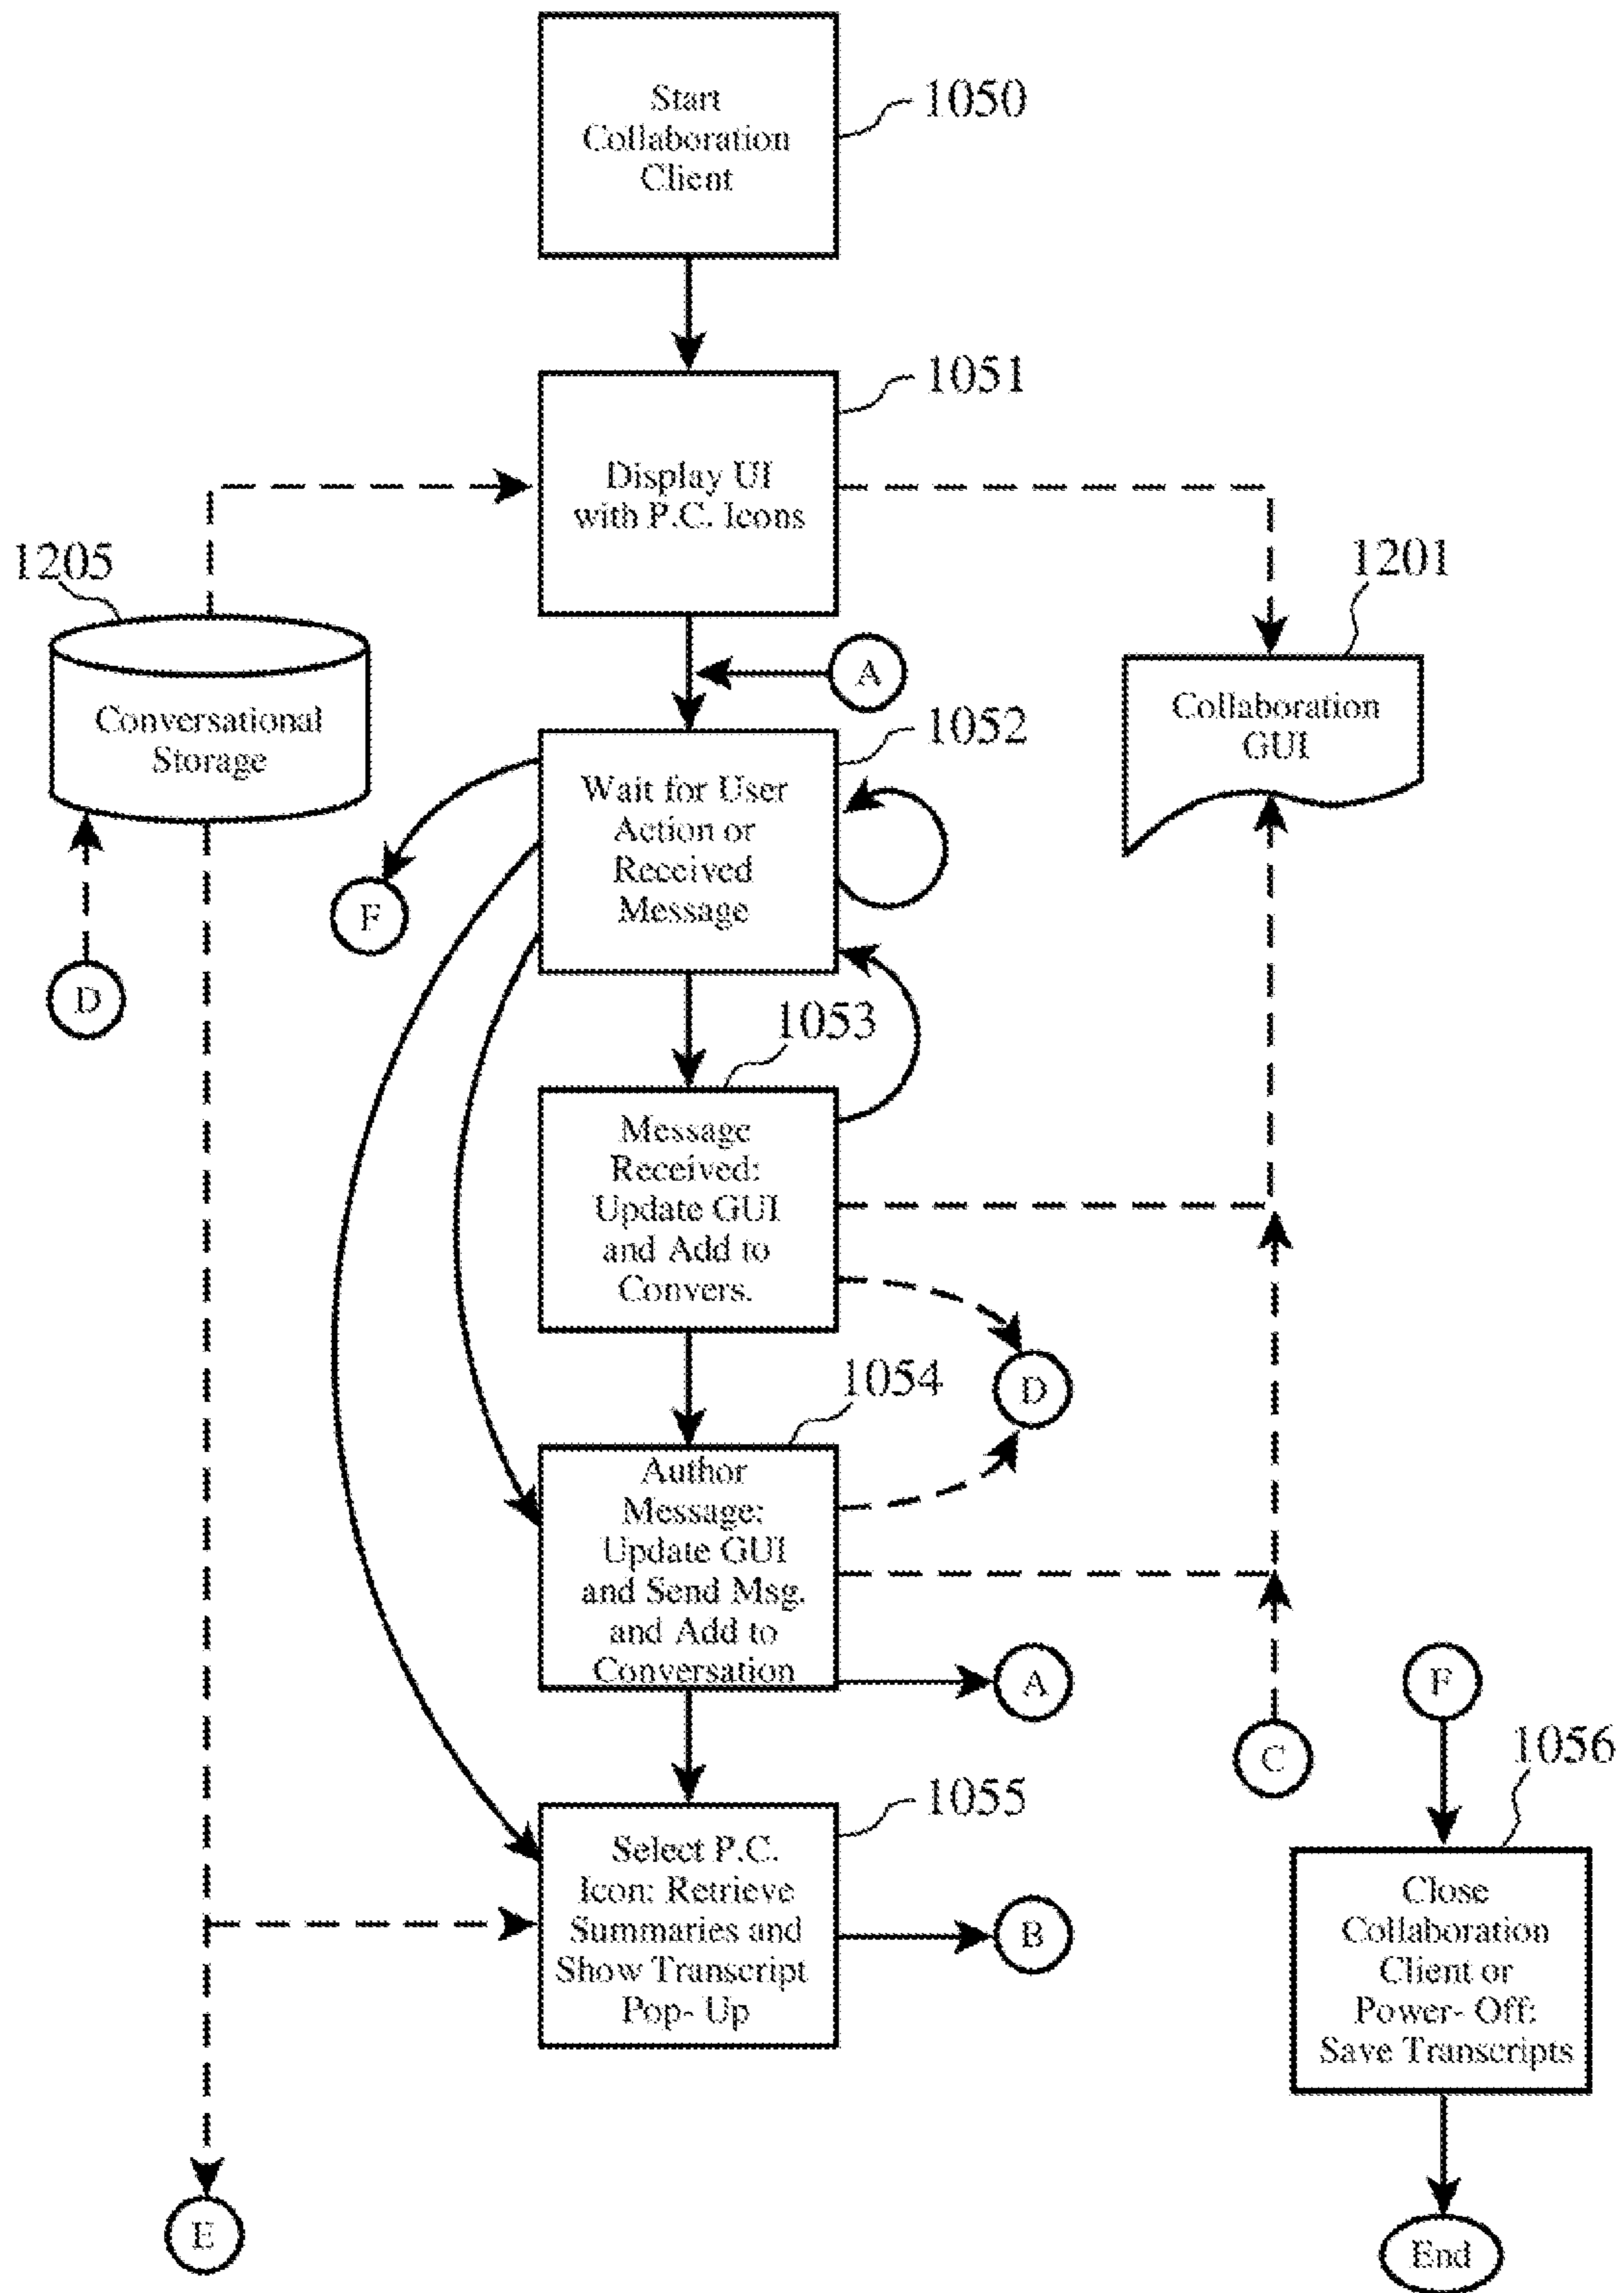 Start
Collaboration
Client
1050
1051
Display UI
with P.C. Icons
1205
Conversational
Storage
1201
Collaboration
GUI
A
1052
Wait for User
Action or
Received
Message
F
D
1053
Message
Received:
Update GUI
and Add to
Convers.
D
1054
Author
Message:
Update GUI
and Send Msg.
and Add to
Conversation
A
C
F
1055
Select P.C.
Icon: Retrieve
Summaries and
Show Transcript
Pop- Up
B
1056
Close
Collaboration
Client or
Power- Off:
Save Transcripts
E
End